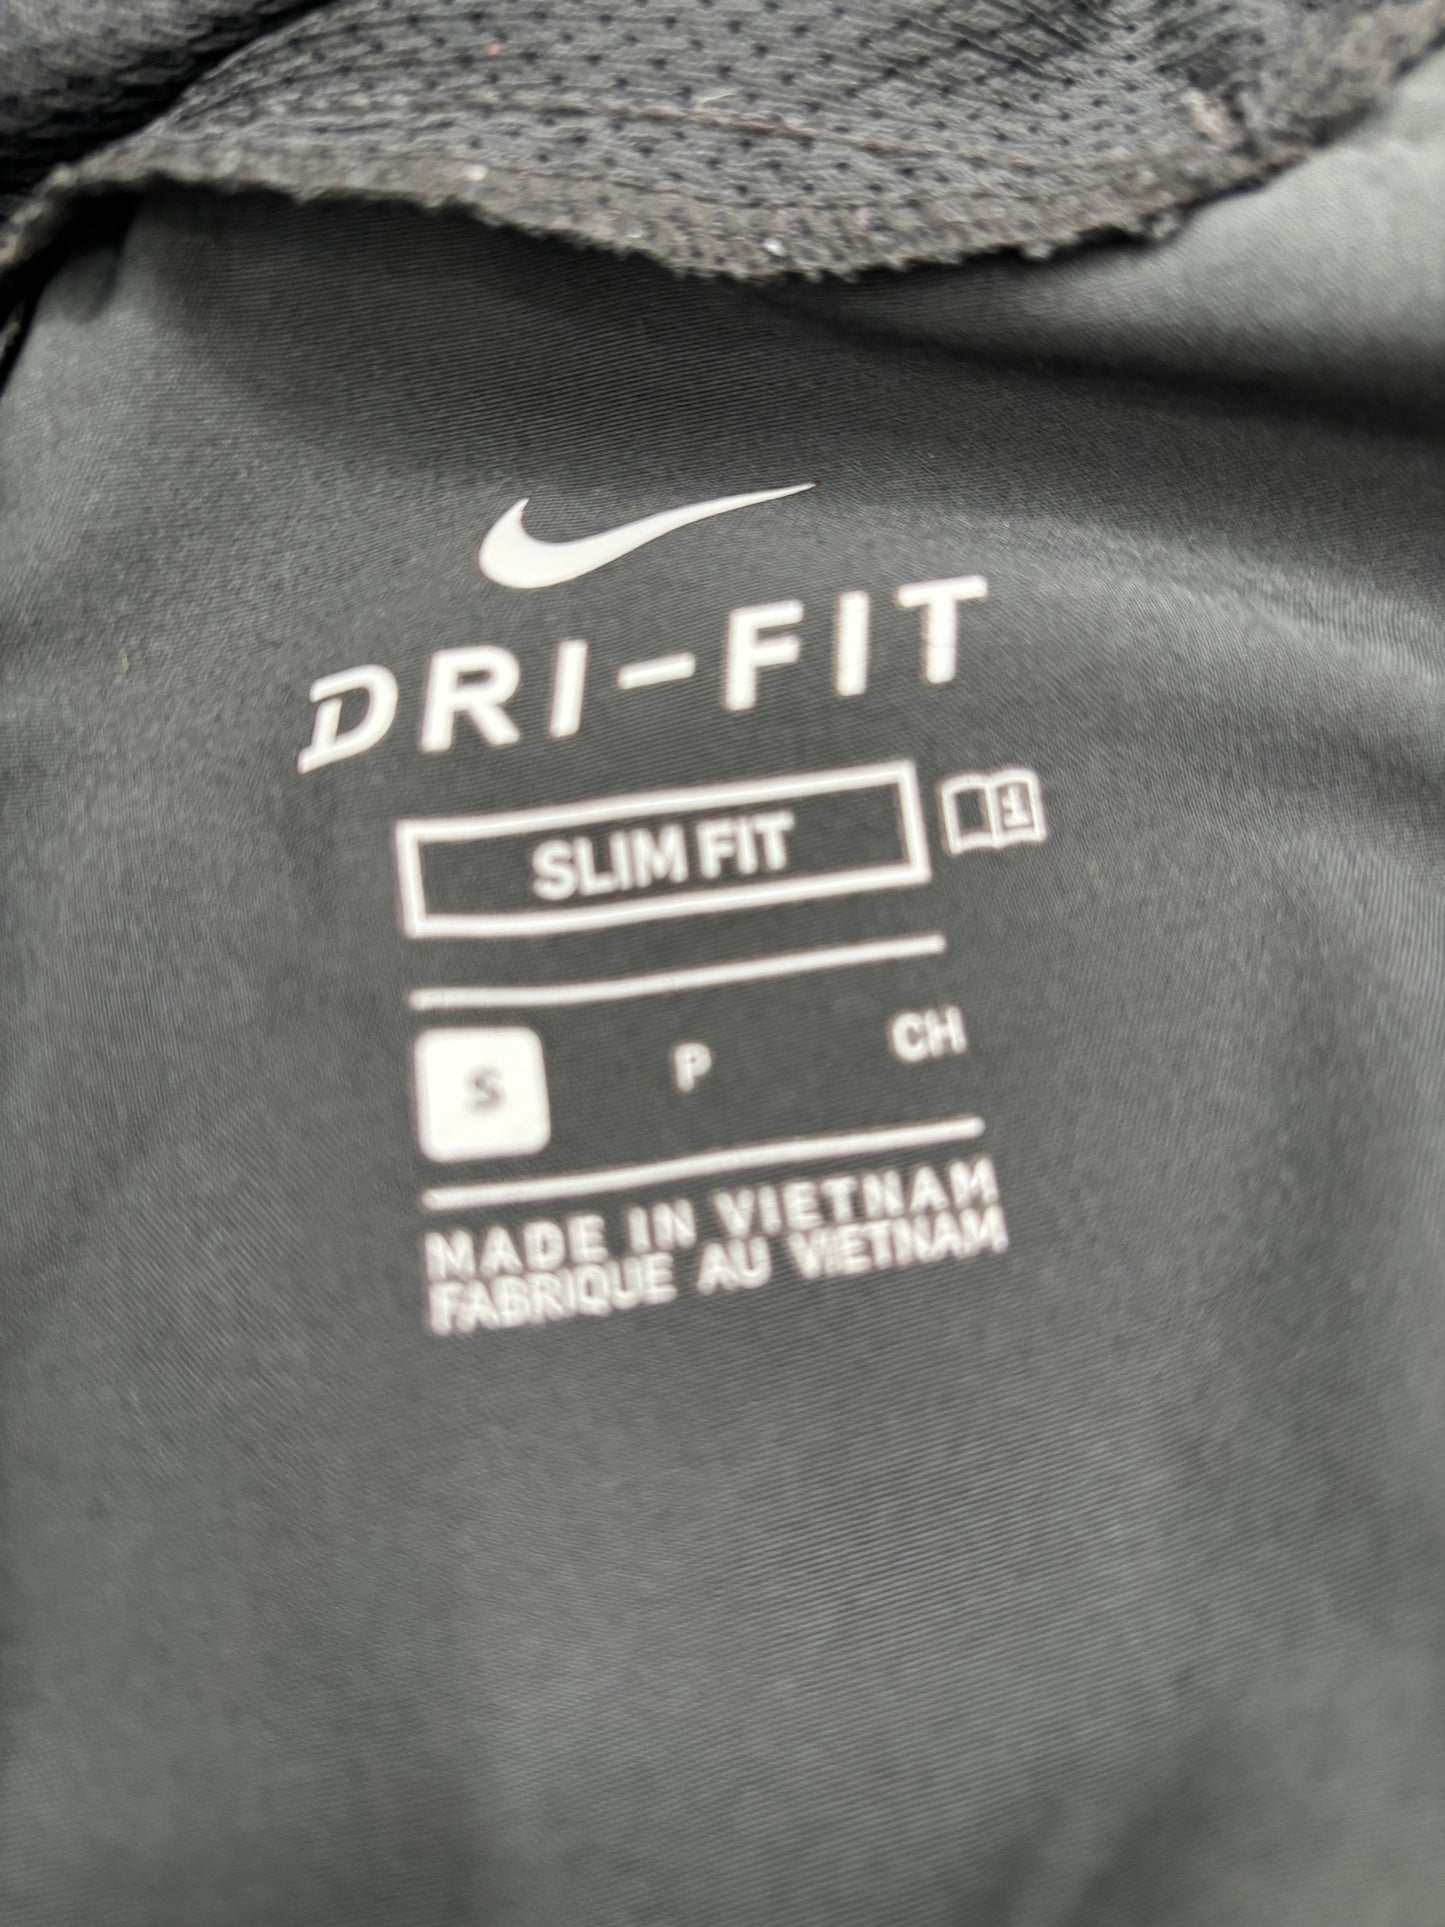 DRI-FIT
SLIM FIT
S P CH
MADE IN VIETNAM
FABRIQUE AU VIETNAM